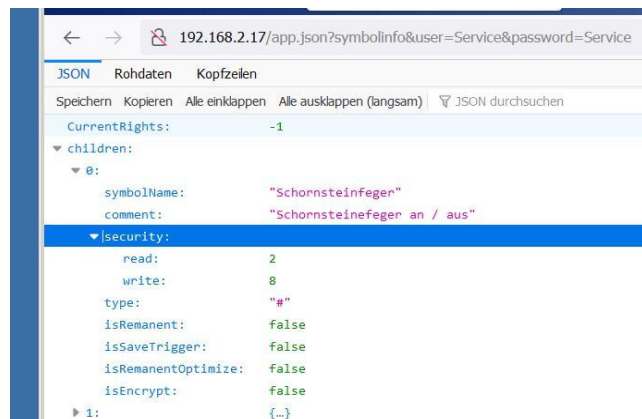 192.168.2.17/app.json?symbolinfo&user=Service&password=Service
JSON Rohdaten Kopfzeilen
Speichern Kopieren Alle einklappen Alle ausklappen (langsam) JSON durchsuchen
CurrentRights: -1
children:
0:
symbolName: "Schornsteinfeger"
comment: "Schornsteinefeger an / aus"
security:
read: 2
write: 8
type: "#"
isRemanent: false
isSaveTrigger: false
isRemanentOptimize: false
isEncrypt: false
1: {…}